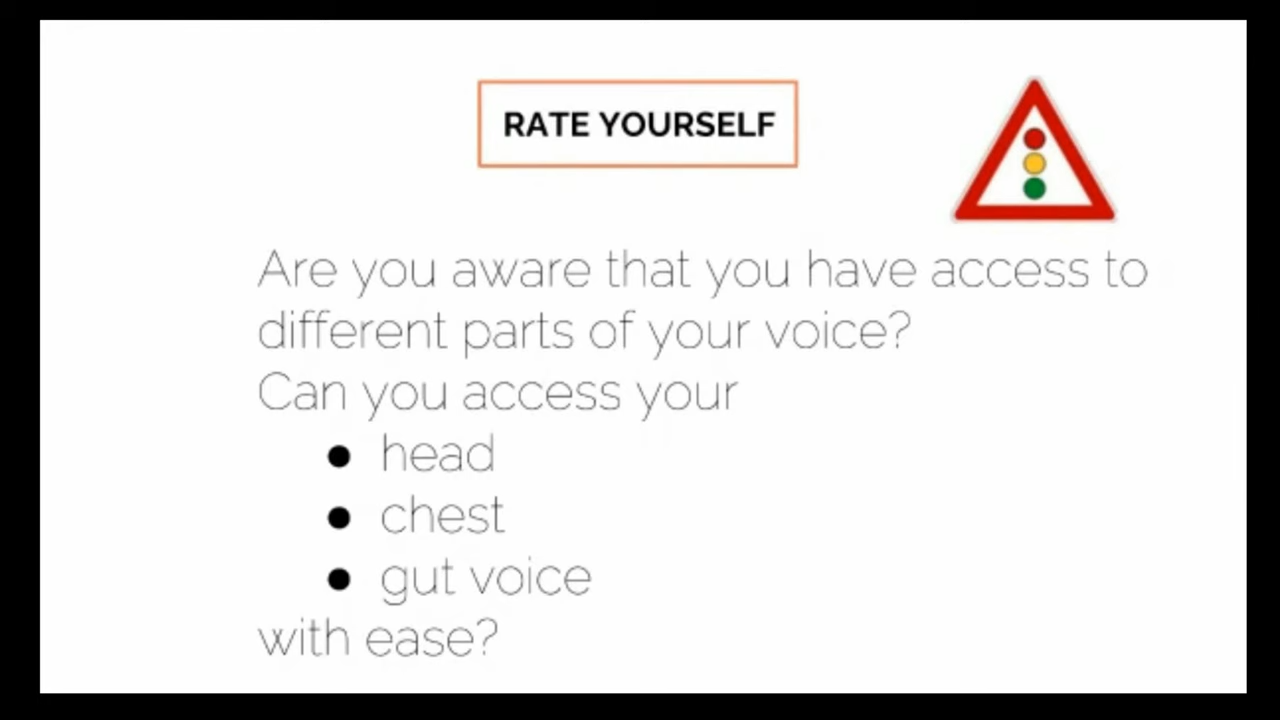 RATE YOURSELF
Are you aware that you have access to
different parts of your voice?
Can you access your
● head
● chest
● gut voice
with ease?